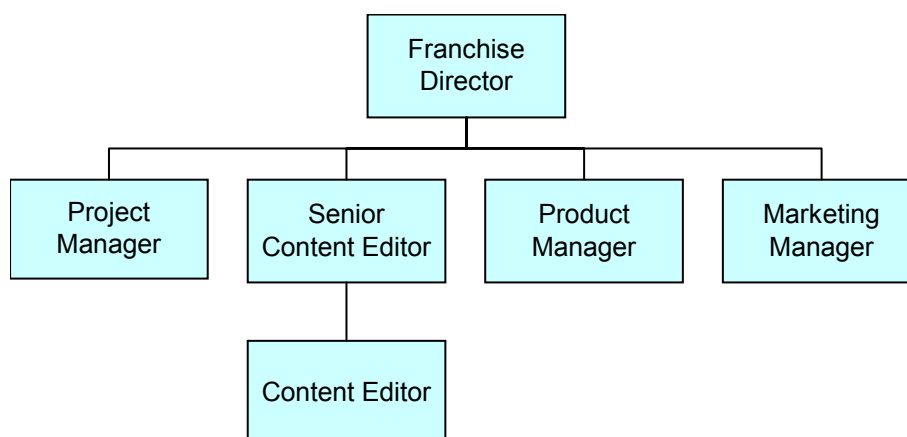 Franchise
Director
Project
Manager
Senior
Content Editor
Product
Manager
Marketing
Manager
Content Editor